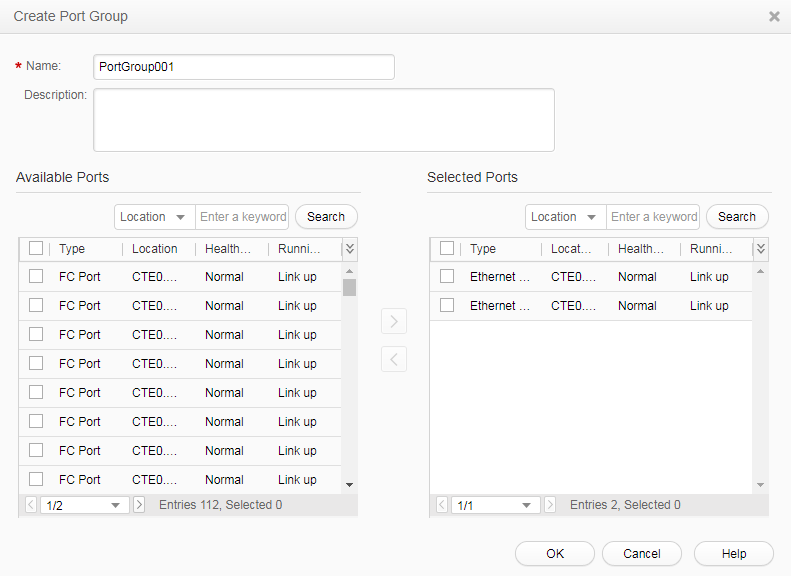 Create Port Group
* Name: PortGroup001
Description:
Available Ports
Selected Ports
Location Enter a keyword Search
Location Enter a keyword Search
Type Location Health... Runni...
FC Port CTE0.... Normal Link up
FC Port CTE0.... Normal Link up
FC Port CTE0.... Normal Link up
FC Port CTE0.... Normal Link up
FC Port CTE0.... Normal Link up
FC Port CTE0.... Normal Link up
FC Port CTE0.... Normal Link up
FC Port CTE0.... Normal Link up
1/2 Entries 112, Selected 0
Type Locat... Health... Runni...
Ethernet ... CTE0.... Normal Link up
Ethernet ... CTE0.... Normal Link up
1/1 Entries 2, Selected 0
OK Cancel Help